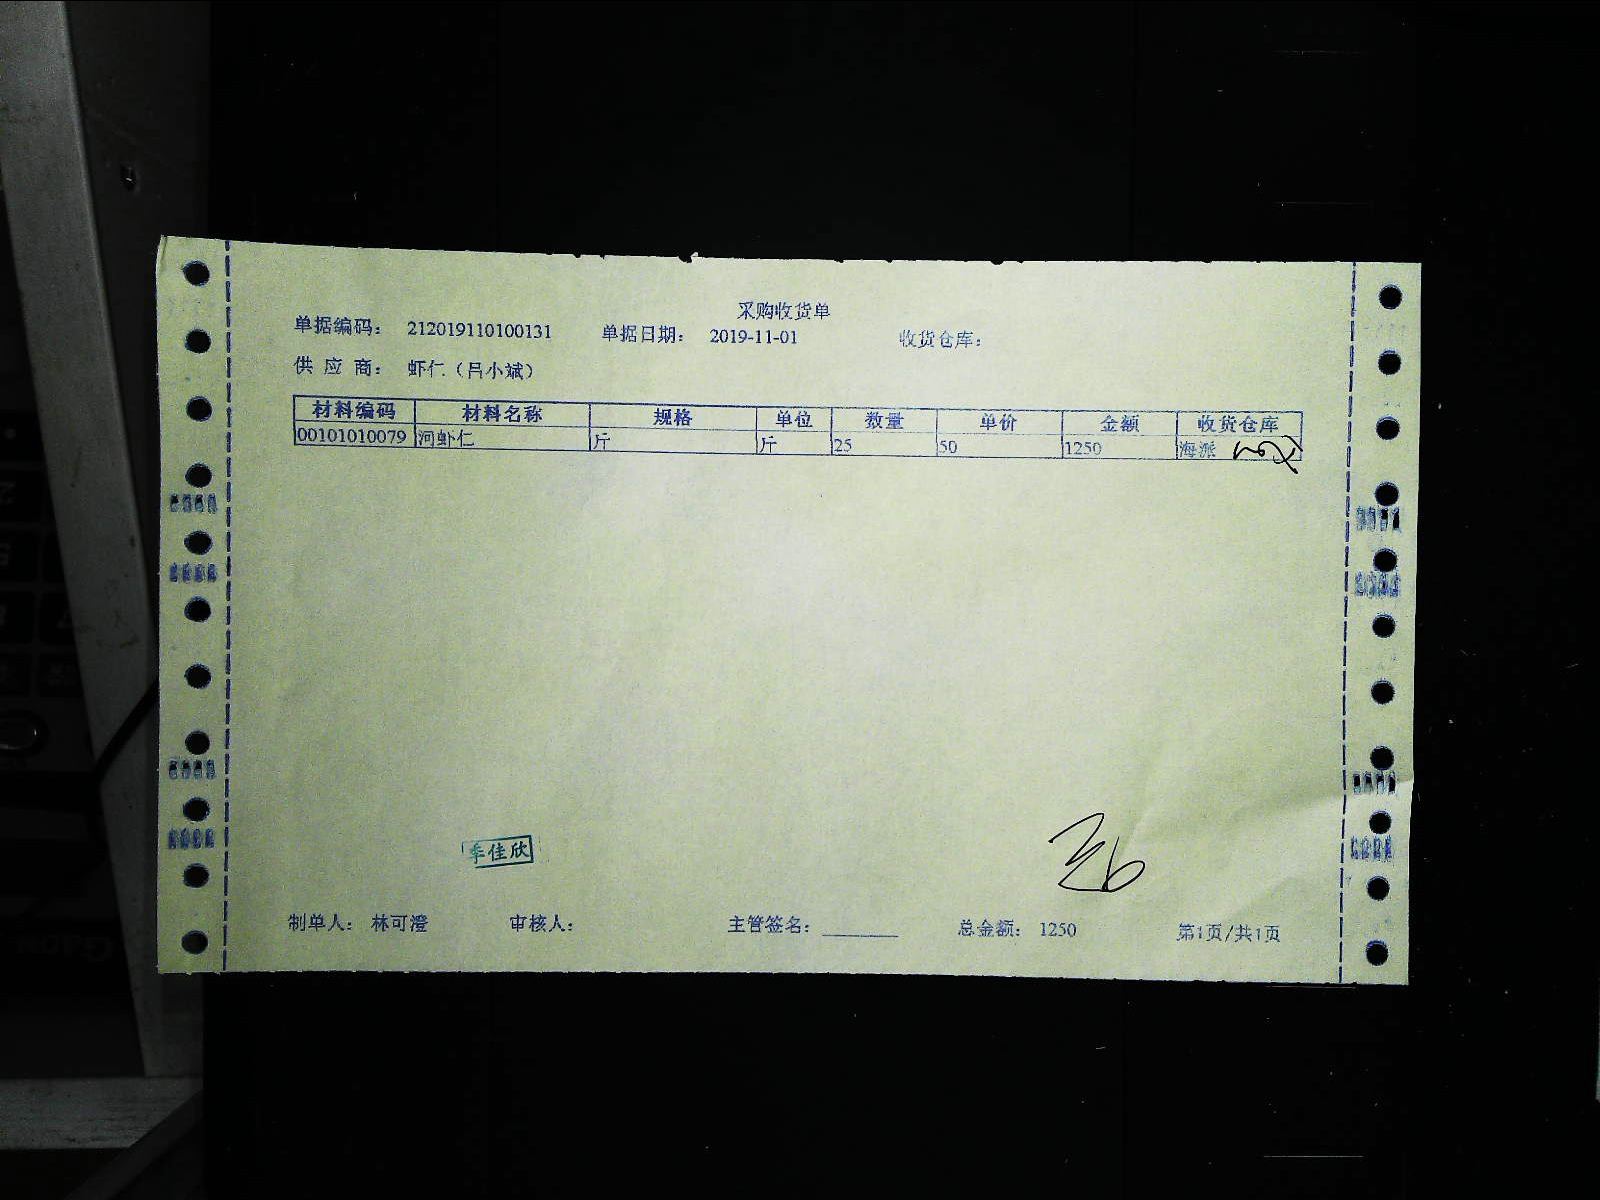 采购收货单
单据编码： 212019110100131 单据日期： 2019-11-01 收货仓库：
供 应 商： 虾仁（吕小斌）
材料编码 材料名称 规格 单位 数量 单价 金额 收货仓库
00101010079 河虾仁 斤 斤 25 50 1250 海派
季佳欣
制单人： 林可澄 审核人： 主管签名：________ 总金额： 1250 第1页/共1页